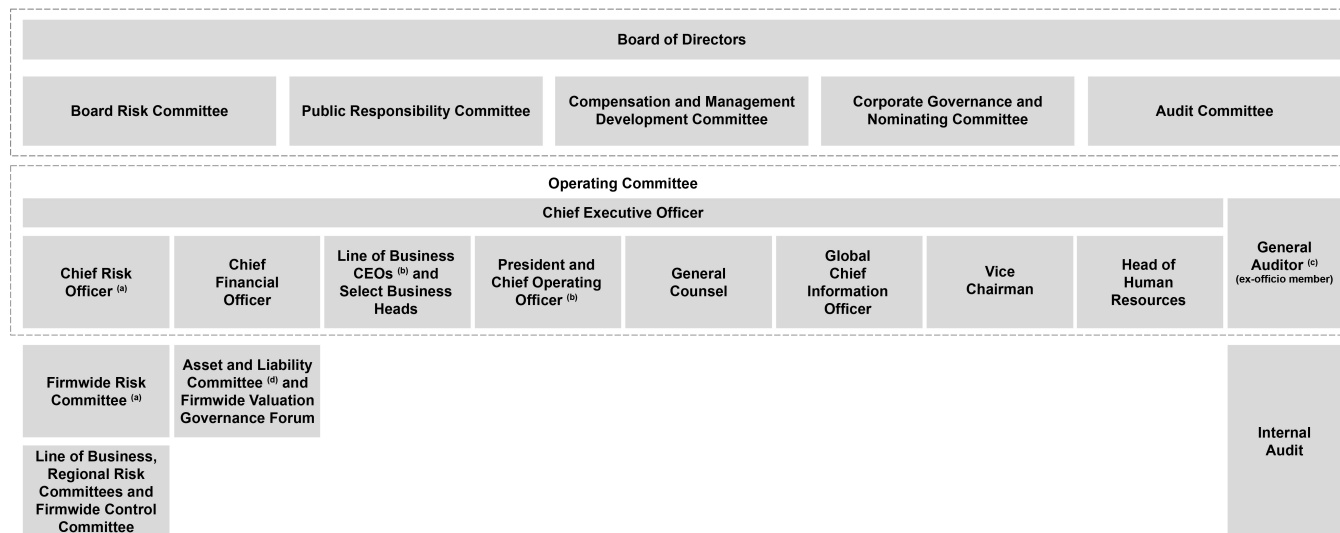 Board of Directors
Board Risk Committee
Public Responsibility Committee
Compensation and Management
Development Committee
Corporate Governance and
Nominating Committee
Audit Committee
Operating Committee
Chief Executive Officer
Chief Risk
Officer (a)
Chief
Financial
Officer
Line of Business
CEOs (b) and
Select Business
Heads
President and
Chief Operating
Officer (b)
General
Counsel
Global
Chief
Information
Officer
Vice
Chairman
Head of
Human
Resources
General
Auditor (c)
(ex-officio member)
Firmwide Risk
Committee (a)
Asset and Liability
Committee (d) and
Firmwide Valuation
Governance Forum
Internal
Audit
Line of Business,
Regional Risk
Committees and
Firmwide Control
Committee